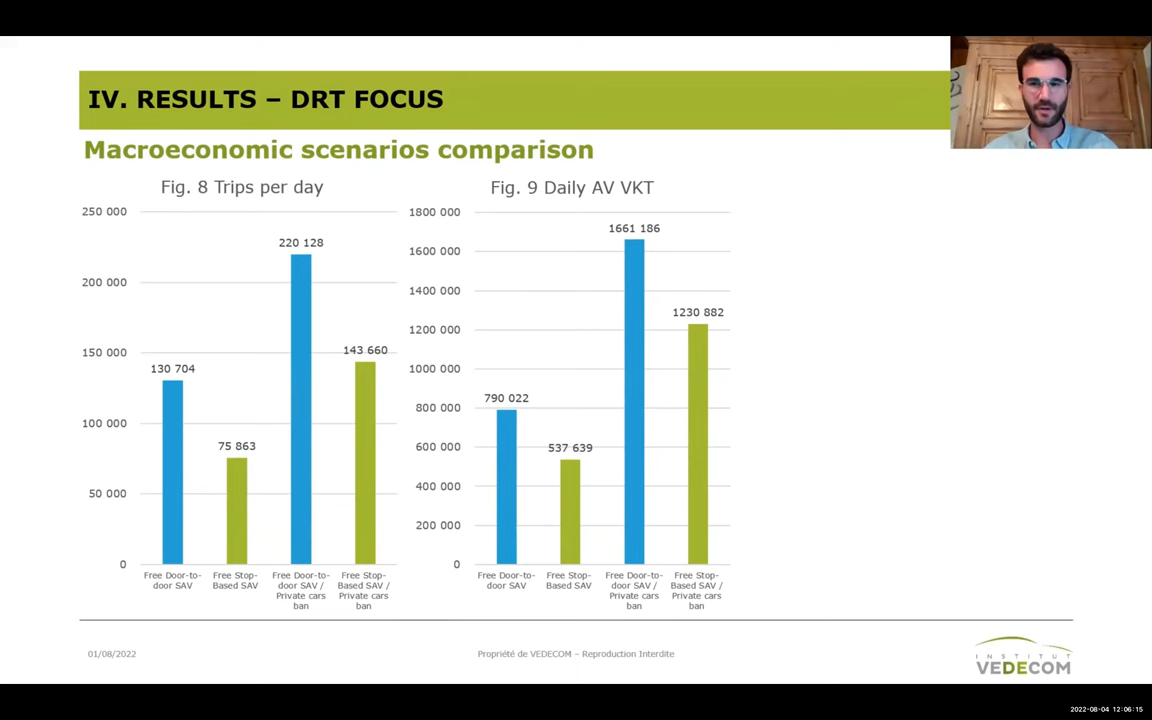 IV. RESULTS – DRT FOCUS
Macroeconomic scenarios comparison
Fig. 8 Trips per day
250 000
200 000
150 000
100 000
50 000
0
130 704
75 863
220 128
143 660
Free Door-to-
door SAV
Free Stop-
Based SAV
Free Door-to-
door SAV /
Private cars
ban
Free Stop-
Based SAV /
Private cars
ban
Fig. 9 Daily AV VKT
1800 000
1600 000
1400 000
1200 000
1000 000
800 000
600 000
400 000
200 000
0
790 022
537 639
1661 186
1230 882
Free Door-to-
door SAV
Free Stop-
Based SAV
Free Door-to-
door SAV /
Private cars
ban
Free Stop-
Based SAV /
Private cars
ban
01/08/2022
Propriété de VEDECOM – Reproduction Interdite
INSTITUT
VEDECOM
2022-08-04 12:06:15